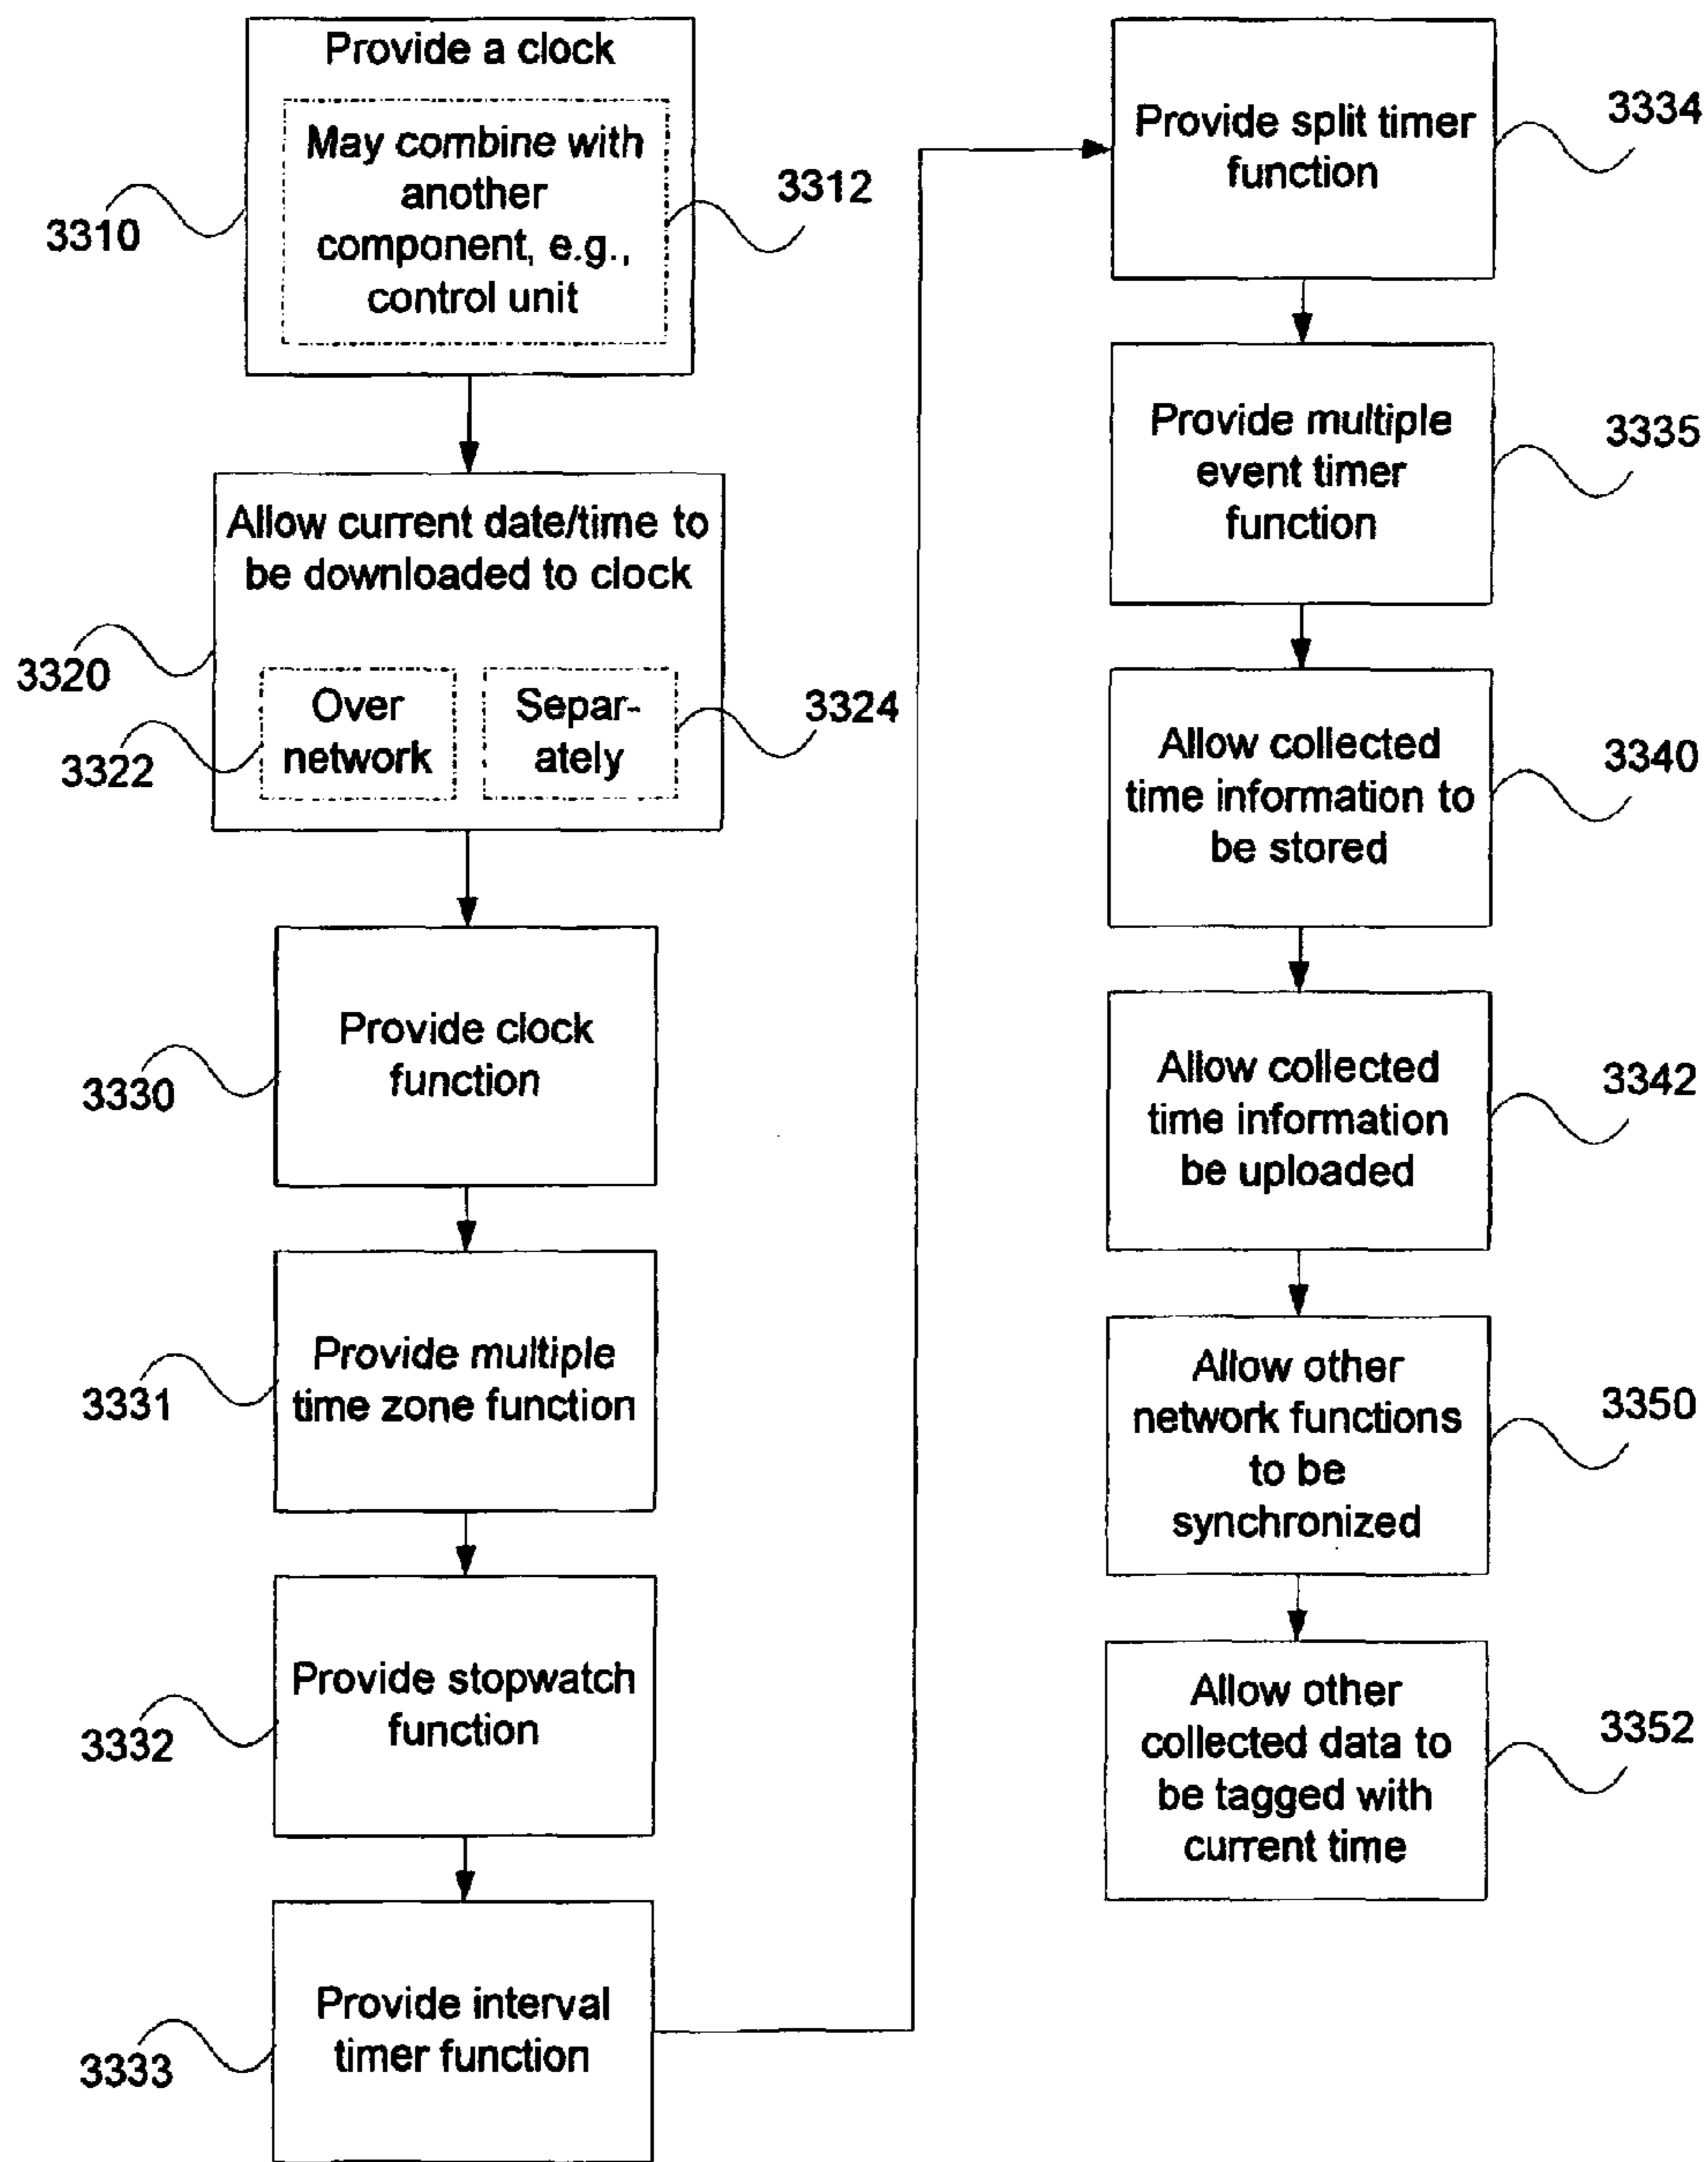 Provide a clock
May combine with
another
component, e.g.,
control unit
3310
3312
Allow current date/time to
be downloaded to clock
3320
Over
network
3322
Separ-
ately
3324
Provide clock
function
3330
Provide multiple
time zone function
3331
Provide stopwatch
function
3332
Provide interval
timer function
3333
Provide split timer
function
3334
Provide multiple
event timer
function
3335
Allow collected
time information to
be stored
3340
Allow collected
time information
be uploaded
3342
Allow other
network functions
to be
synchronized
3350
Allow other
collected data to
be tagged with
current time
3352